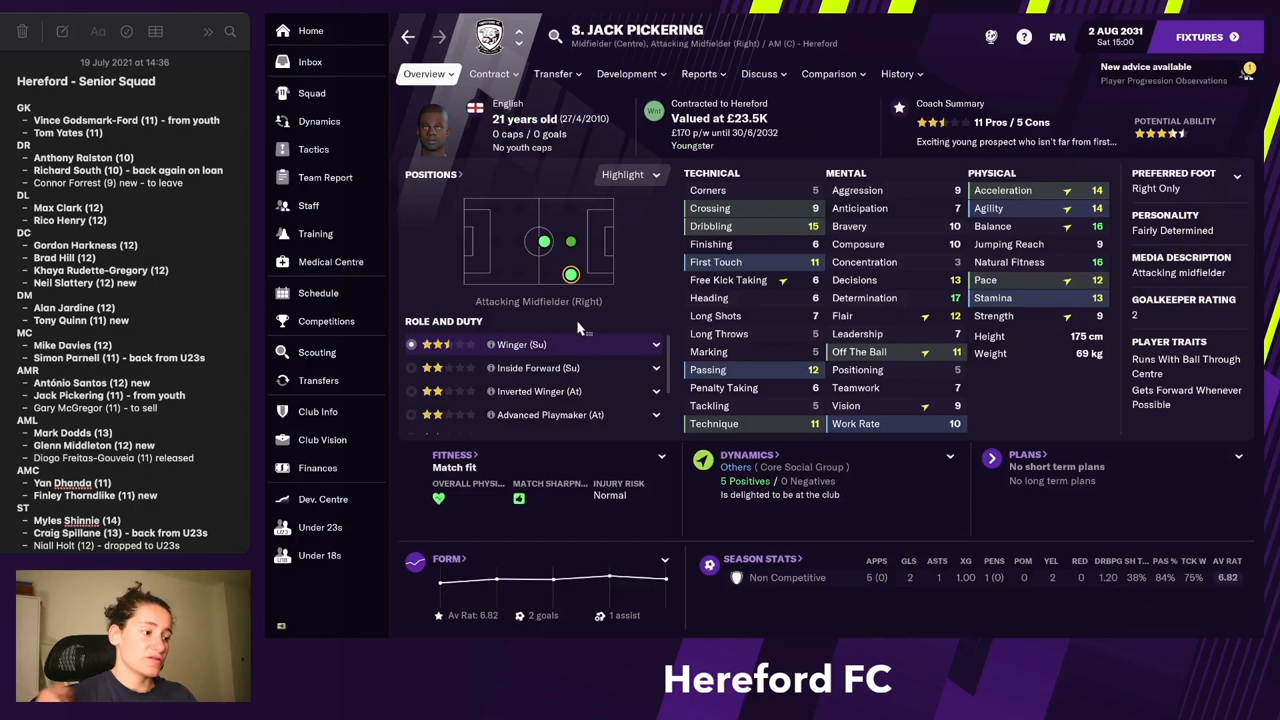 19 July 2021 at 14:36
Hereford - Senior Squad
GK
Vince Godsmark-Ford (11) - from youth
Tom Yates (11)
DR
Anthony Ralston (10)
Richard South (10) - back again on loan
Connor Forrest (9) new - to leave
DL
Max Clark (12)
Rico Henry (12)
DC
Gordon Harkness (12)
Brad Hill (12)
Khaya Rudette-Gregory (12)
Neil Slattery (12) new
DM
Alan Jardine (12)
Tony Quinn (11) new
MC
Mike Davies (12)
Simon Parnell (11) - back from U23s
AMR
António Santos (12) new
Jack Pickering (11) - from youth
Gary McGregor (11) - to sell
AML
Mark Dodds (13)
Glenn Middleton (12) new
Diogo Freitas-Gouveia (11) released
AMC
Yan Dhanda (11)
Finley Thorndlike (11) new
ST
Myles Shinnie (14)
Craig Spillane (13) - back from U23s
Niall Holt (12) - dropped to U23s
Home
Inbox
Squad
Dynamics
Tactics
Team Report
Staff
Training
Medical Centre
Schedule
Competitions
Scouting
Transfers
Club Info
Club Vision
Finances
Dev. Centre
Under 23s
Under 18s
8. JACK PICKERING
Midfielder (Centre), Attacking Midfielder (Right) / AM (C) - Hereford
FM
2 AUG 2031
Sat 15:00
FIXTURES
Overview Contract Transfer Development Reports Discuss Comparison History
New advice available
Player Progression Observations
1
English
21 years old (27/4/2010)
0 caps / 0 goals
No youth caps
Wnt
Contracted to Hereford
Valued at £23.5K
£170 p/w until 30/6/2032
Youngster
Coach Summary
11 Pros / 5 Cons
Exciting young prospect who isn't far from first...
POTENTIAL ABILITY
POSITIONS
Highlight
Attacking Midfielder (Right)
ROLE AND DUTY
Winger (Su)
Inside Forward (Su)
Inverted Winger (At)
Advanced Playmaker (At)
TECHNICAL
Corners 5
Crossing 9
Dribbling 15
Finishing 6
First Touch 11
Free Kick Taking 6
Heading 6
Long Shots 7
Long Throws 5
Marking 5
Passing 12
Penalty Taking 6
Tackling 5
Technique 11
MENTAL
Aggression 9
Anticipation 7
Bravery 10
Composure 10
Concentration 3
Decisions 13
Determination 17
Flair 12
Leadership 7
Off The Ball 11
Positioning 5
Teamwork 7
Vision 9
Work Rate 10
PHYSICAL
Acceleration 14
Agility 14
Balance 16
Jumping Reach 9
Natural Fitness 16
Pace 12
Stamina 13
Strength 9
Height 175 cm
Weight 69 kg
PREFERRED FOOT
Right Only
PERSONALITY
Fairly Determined
MEDIA DESCRIPTION
Attacking midfielder
GOALKEEPER RATING
2
PLAYER TRAITS
Runs With Ball Through
Centre
Gets Forward Whenever
Possible
FITNESS
Match fit
OVERALL PHYSI... MATCH SHARPN... INJURY RISK
Normal
DYNAMICS
Others ( Core Social Group )
5 Positives / 0 Negatives
Is delighted to be at the club
PLANS
No short term plans
No long term plans
FORM
Av Rat: 6.82 2 goals 1 assist
SEASON STATS
APPS GLS ASTS XG PENS POM YEL RED DRBPG SH T... PAS % TCK W AV RAT
Non Competitive 5 (0) 2 1 1.00 1 (0) 0 2 0 1.20 38% 84% 75% 6.82
Hereford FC